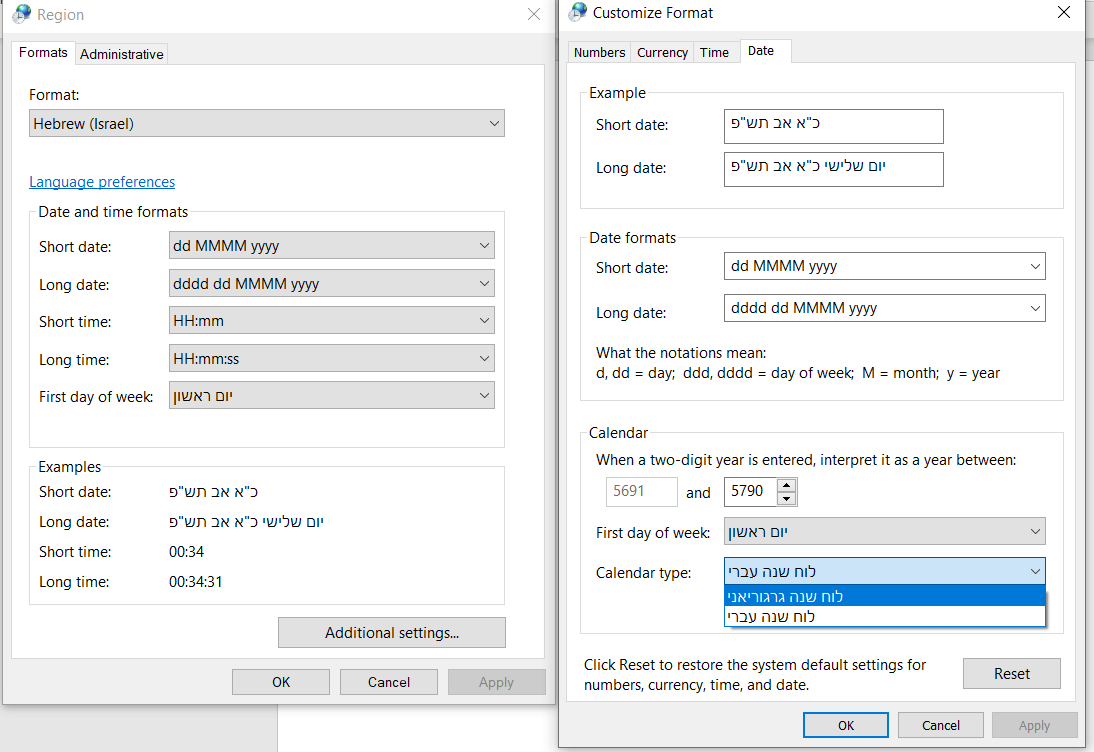 Region
Formats
Administrative
Format:
Hebrew (Israel)
Language preferences
Date and time formats
Short date:
dd MMMM yyyy
Long date:
dddd dd MMMM yyyy
Short time:
HH:mm
Long time:
HH:mm:ss
First day of week:
יום ראשון
Examples
Short date:
כ"א אב תש"פ
Long date:
יום שלישי כ"א אב תש"פ
Short time:
00:34
Long time:
00:34:31
Additional settings...
OK
Cancel
Apply
Customize Format
Numbers
Currency
Time
Date
Example
Short date:
כ"א אב תש"פ
Long date:
יום שלישי כ"א אב תש"פ
Date formats
Short date:
dd MMMM yyyy
Long date:
dddd dd MMMM yyyy
What the notations mean:
d, dd = day; ddd, dddd = day of week; M = month; y = year
Calendar
When a two-digit year is entered, interpret it as a year between:
5691 and 5790
First day of week:
יום ראשון
Calendar type:
לוח שנה עברי
לוח שנה גרגוריאני
לוח שנה עברי
Click Reset to restore the system default settings for
numbers, currency, time, and date.
Reset
OK
Cancel
Apply